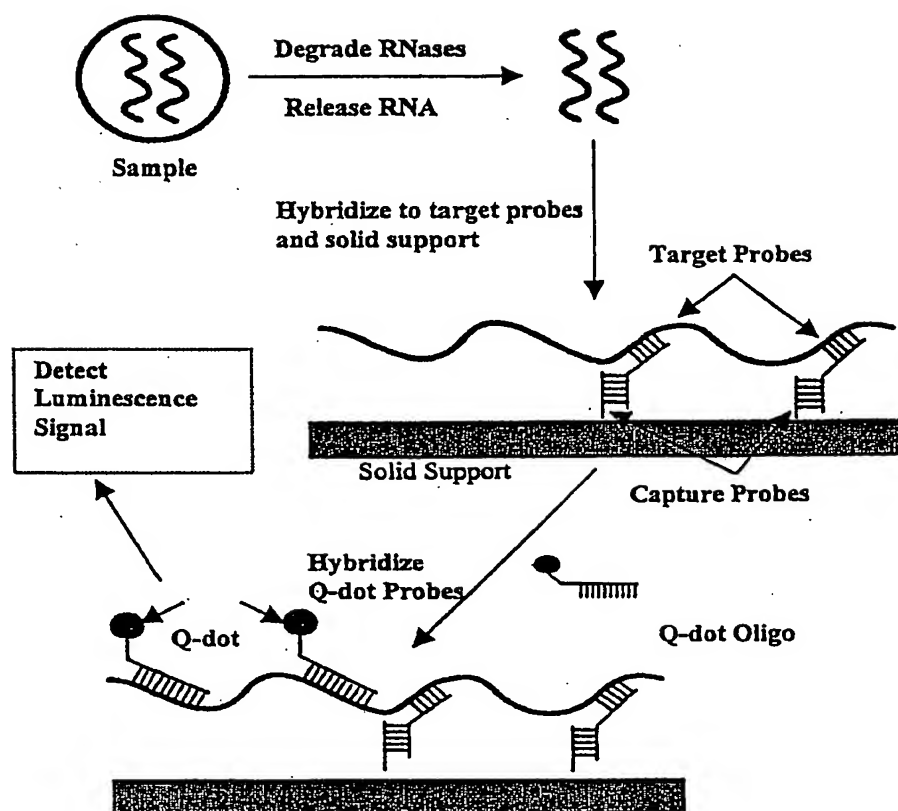 Degrade RNases
Release RNA
Sample
Hybridize to target probes
and solid support
Target Probes
Detect
Luminescence
Signal
Solid Support
Capture Probes
Hybridize
Q-dot Probes
Q-dot
Q-dot Oligo